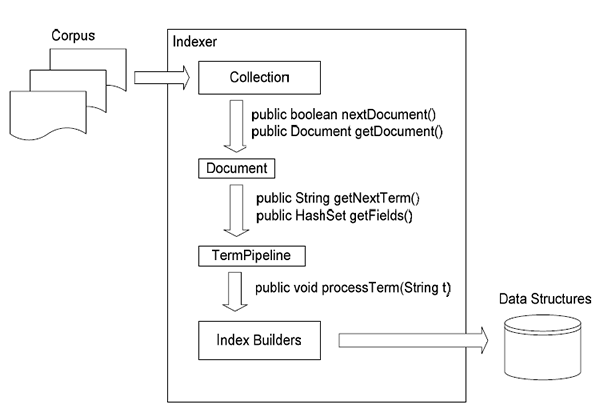 Corpus
Indexer
Collection
public boolean nextDocument()
public Document getDocument()
Document
public String getNextTerm()
public HashSet getFields()
TermPipeline
public void processTerm(String t)
Data Structures
Index Builders